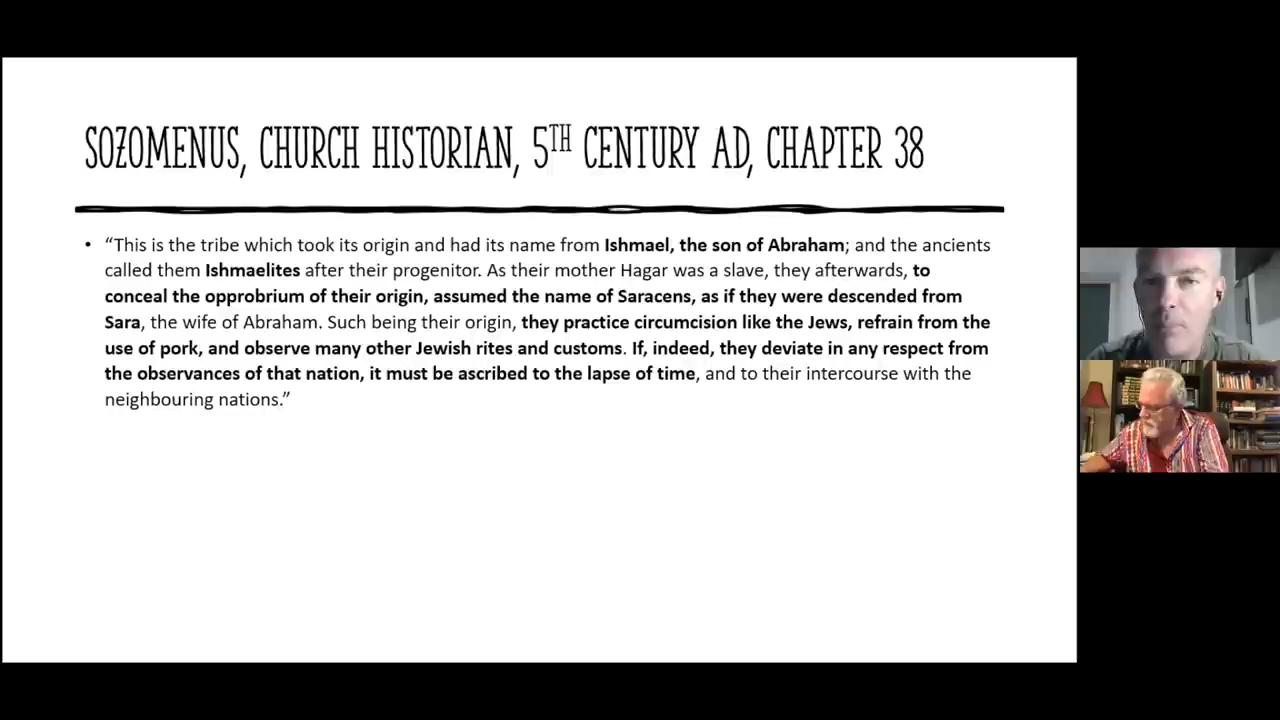 SOZOMENUS, CHURCH HISTORIAN, 5TH CENTURY AD, CHAPTER 38
• “This is the tribe which took its origin and had its name from Ishmael, the son of Abraham; and the ancients
called them Ishmaelites after their progenitor. As their mother Hagar was a slave, they afterwards, to
conceal the opprobrium of their origin, assumed the name of Saracens, as if they were descended from
Sara, the wife of Abraham. Such being their origin, they practice circumcision like the Jews, refrain from the
use of pork, and observe many other Jewish rites and customs. If, indeed, they deviate in any respect from
the observances of that nation, it must be ascribed to the lapse of time, and to their intercourse with the
neighbouring nations.”